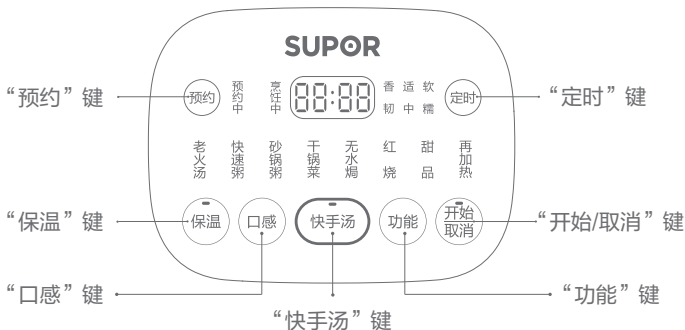 SUPOR
“预约”键
预约
预约中
烹饪中
88:88
香韧
适中
软糯
定时
“定时”键
老火汤
快速粥
砂锅粥
干锅菜
无水焗
红烧
甜品
再加热
“保温”键
保温
口感
快手汤
功能
开始
取消
“开始/取消”键
“口感”键
“快手汤”键
“功能”键